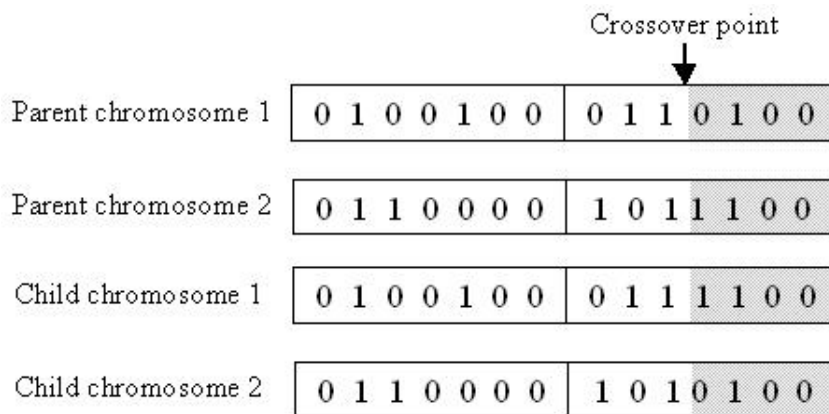 Crossover point
Parent chromosome 1 0 1 0 0 1 0 0 0 1 1 0 1 0 0
Parent chromosome 2 0 1 1 0 0 0 0 1 0 1 1 1 0 0
Child chromosome 1 0 1 0 0 1 0 0 0 1 1 1 1 0 0
Child chromosome 2 0 1 1 0 0 0 0 1 0 1 0 1 0 0